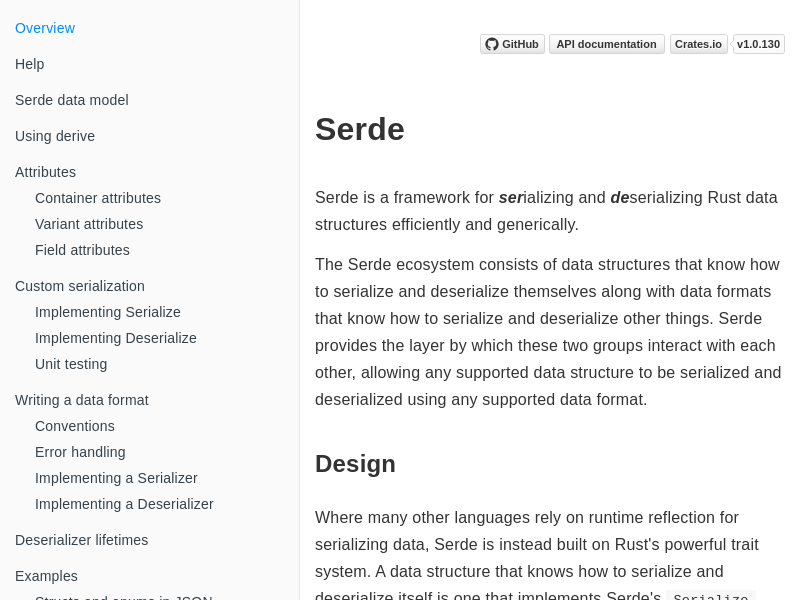 Overview
Help
Serde data model
Using derive
Attributes
Container attributes
Variant attributes
Field attributes
Custom serialization
Implementing Serialize
Implementing Deserialize
Unit testing
Writing a data format
Conventions
Error handling
Implementing a Serializer
Implementing a Deserializer
Deserializer lifetimes
Examples
Structs and enums in JSON
GitHub API documentation Crates.io v1.0.130
Serde
Serde is a framework for serializing and deserializing Rust data
structures efficiently and generically.
The Serde ecosystem consists of data structures that know how
to serialize and deserialize themselves along with data formats
that know how to serialize and deserialize other things. Serde
provides the layer by which these two groups interact with each
other, allowing any supported data structure to be serialized and
deserialized using any supported data format.
Design
Where many other languages rely on runtime reflection for
serializing data, Serde is instead built on Rust's powerful trait
system. A data structure that knows how to serialize and
deserialize itself is one that implements Serde's Serialize